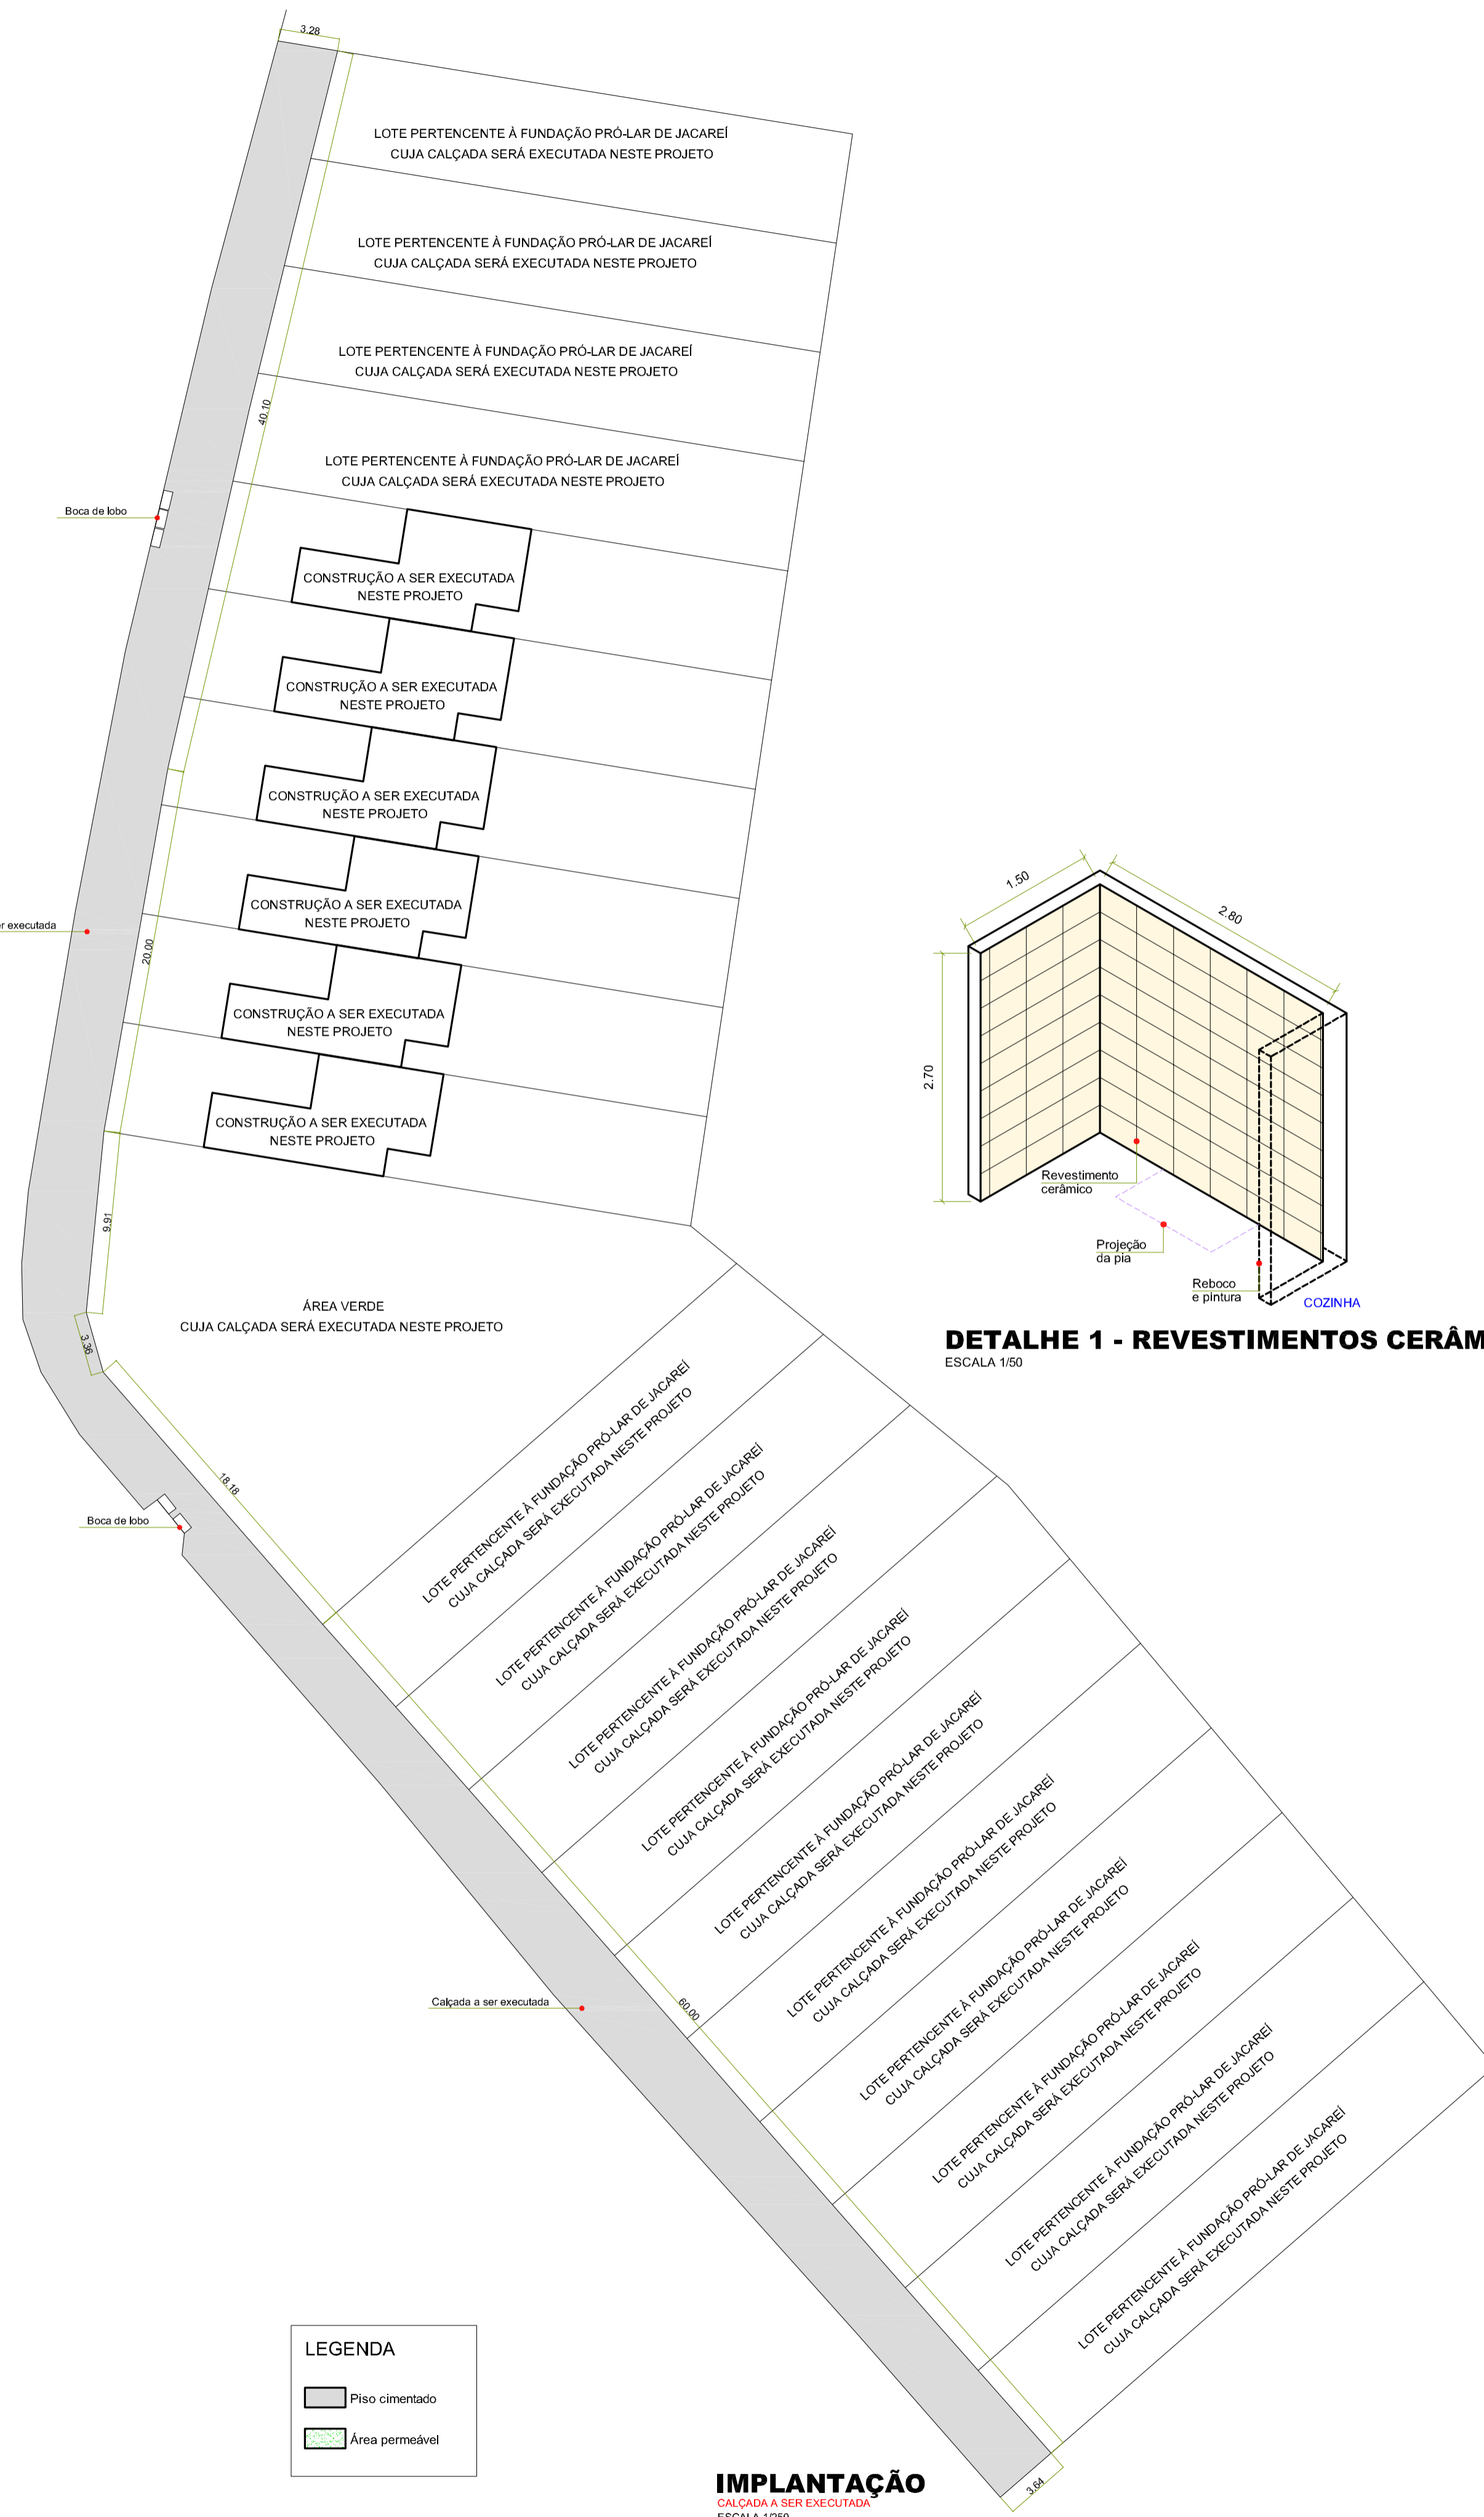 3.28
LOTE PERTENCENTE À FUNDAÇÃO PRÓ-LAR DE JACAREÍ
CUJA CALÇADA SERÁ EXECUTADA NESTE PROJETO
LOTE PERTENCENTE À FUNDAÇÃO PRÓ-LAR DE JACAREÍ
CUJA CALÇADA SERÁ EXECUTADA NESTE PROJETO
LOTE PERTENCENTE À FUNDAÇÃO PRÓ-LAR DE JACAREÍ
CUJA CALÇADA SERÁ EXECUTADA NESTE PROJETO
40.10
LOTE PERTENCENTE À FUNDAÇÃO PRÓ-LAR DE JACAREÍ
CUJA CALÇADA SERÁ EXECUTADA NESTE PROJETO
Boca de lobo
CONSTRUÇÃO A SER EXECUTADA
NESTE PROJETO
CONSTRUÇÃO A SER EXECUTADA
NESTE PROJETO
CONSTRUÇÃO A SER EXECUTADA
NESTE PROJETO
CONSTRUÇÃO A SER EXECUTADA
NESTE PROJETO
er executada
20.00
CONSTRUÇÃO A SER EXECUTADA
NESTE PROJETO
CONSTRUÇÃO A SER EXECUTADA
NESTE PROJETO
9.91
1.50
2.80
2.70
Revestimento
cerâmico
Projeção
da pia
Reboco
e pintura
COZINHA
DETALHE 1 - REVESTIMENTOS CERÂM
ESCALA 1/50
ÁREA VERDE
CUJA CALÇADA SERÁ EXECUTADA NESTE PROJETO
3.36
18.18
Boca de lobo
LOTE PERTENCENTE À FUNDAÇÃO PRÓ-LAR DE JACAREÍ
CUJA CALÇADA SERÁ EXECUTADA NESTE PROJETO
LOTE PERTENCENTE À FUNDAÇÃO PRÓ-LAR DE JACAREÍ
CUJA CALÇADA SERÁ EXECUTADA NESTE PROJETO
LOTE PERTENCENTE À FUNDAÇÃO PRÓ-LAR DE JACAREÍ
CUJA CALÇADA SERÁ EXECUTADA NESTE PROJETO
LOTE PERTENCENTE À FUNDAÇÃO PRÓ-LAR DE JACAREÍ
CUJA CALÇADA SERÁ EXECUTADA NESTE PROJETO
LOTE PERTENCENTE À FUNDAÇÃO PRÓ-LAR DE JACAREÍ
CUJA CALÇADA SERÁ EXECUTADA NESTE PROJETO
LOTE PERTENCENTE À FUNDAÇÃO PRÓ-LAR DE JACAREÍ
CUJA CALÇADA SERÁ EXECUTADA NESTE PROJETO
LOTE PERTENCENTE À FUNDAÇÃO PRÓ-LAR DE JACAREÍ
CUJA CALÇADA SERÁ EXECUTADA NESTE PROJETO
LOTE PERTENCENTE À FUNDAÇÃO PRÓ-LAR DE JACAREÍ
CUJA CALÇADA SERÁ EXECUTADA NESTE PROJETO
LOTE PERTENCENTE À FUNDAÇÃO PRÓ-LAR DE JACAREÍ
CUJA CALÇADA SERÁ EXECUTADA NESTE PROJETO
LOTE PERTENCENTE À FUNDAÇÃO PRÓ-LAR DE JACAREÍ
CUJA CALÇADA SERÁ EXECUTADA NESTE PROJETO
Calçada a ser executada
60.00
3.64
LEGENDA
Piso cimentado
Área permeável
IMPLANTAÇÃO
CALÇADA A SER EXECUTADA
ESCALA 1/250